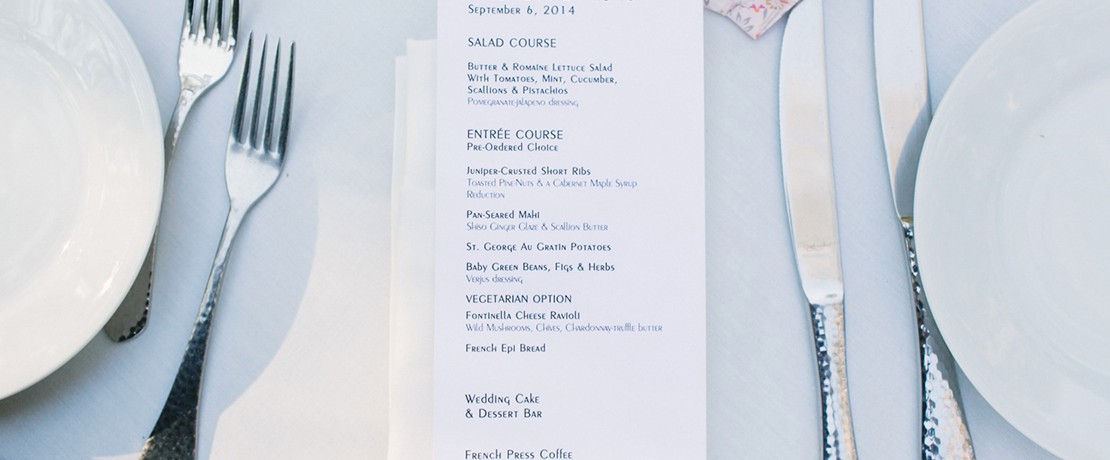 September 6, 2014
SALAD COURSE
Butter & Romaine Lettuce Salad
With Tomatoes, Mint, Cucumber,
Scallions & Pistachios
Pomegranate-jalapeno dressing
ENTRÉE COURSE
Pre-Ordered Choice
Juniper-Crusted Short Ribs
Toasted Pine-Nuts & a Cabernet Maple Syrup
Reduction
Pan-Seared Mahi
Shiso Ginger Glaze & Scallion Butter
St. George Au Gratin Potatoes
Baby Green Beans, Figs & Herbs
Verjus dressing
VEGETARIAN OPTION
Fontinella Cheese Ravioli
Wild Mushrooms, Chives, Chardonnay-truffle butter
French Epi Bread
Wedding Cake
& Dessert Bar
French Press Coffee